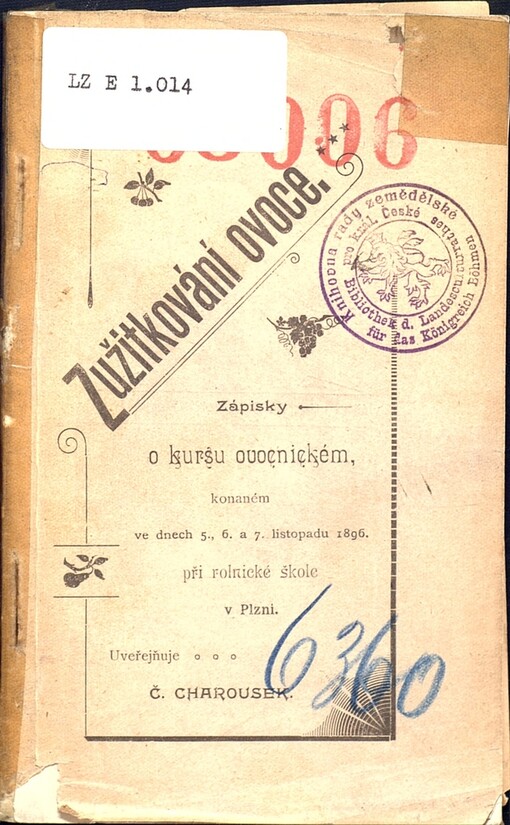 LZ E 1.014
006
Zužitkování ovoce.
Knihovna rady zemědělské
pro král. České
Bibliothek d. Landesculturrathes
für das Königreich Böhmen
Zápisky
o kursu ovocnickém,
konaném
ve dnech 5., 6. a 7. listopadu 1896.
při rolnické škole
v Plzni.
Uveřejňuje
Č. CHAROUSEK.
6360